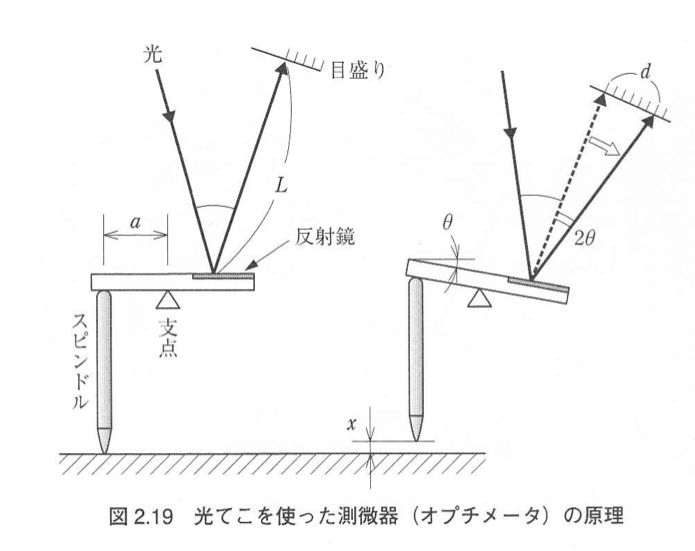 光
目盛り
L
a
反射鏡
支点
スピンドル
d
θ
2θ
x
図 2.19 光てこを使った測微器（オプチメータ）の原理